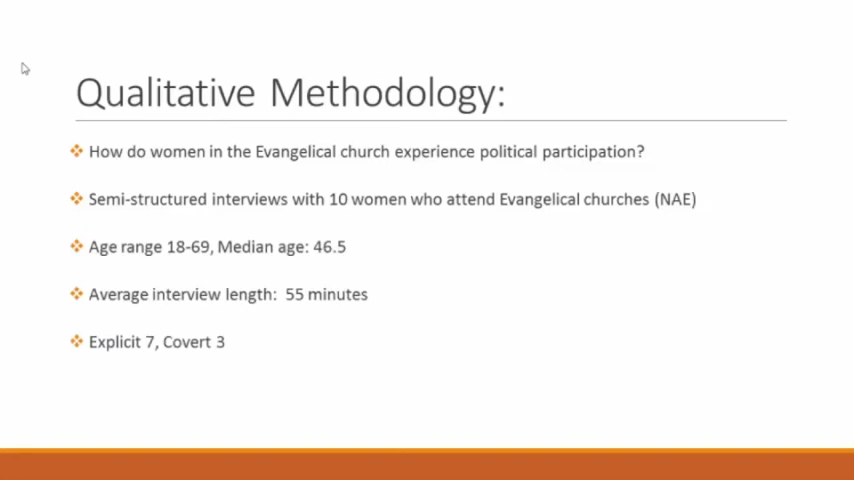 Qualitative Methodology:
How do women in the Evangelical church experience political participation?
Semi-structured interviews with 10 women who attend Evangelical churches (NAE)
Age range 18-69, Median age: 46.5
Average interview length:  55 minutes
Explicit 7, Covert 3